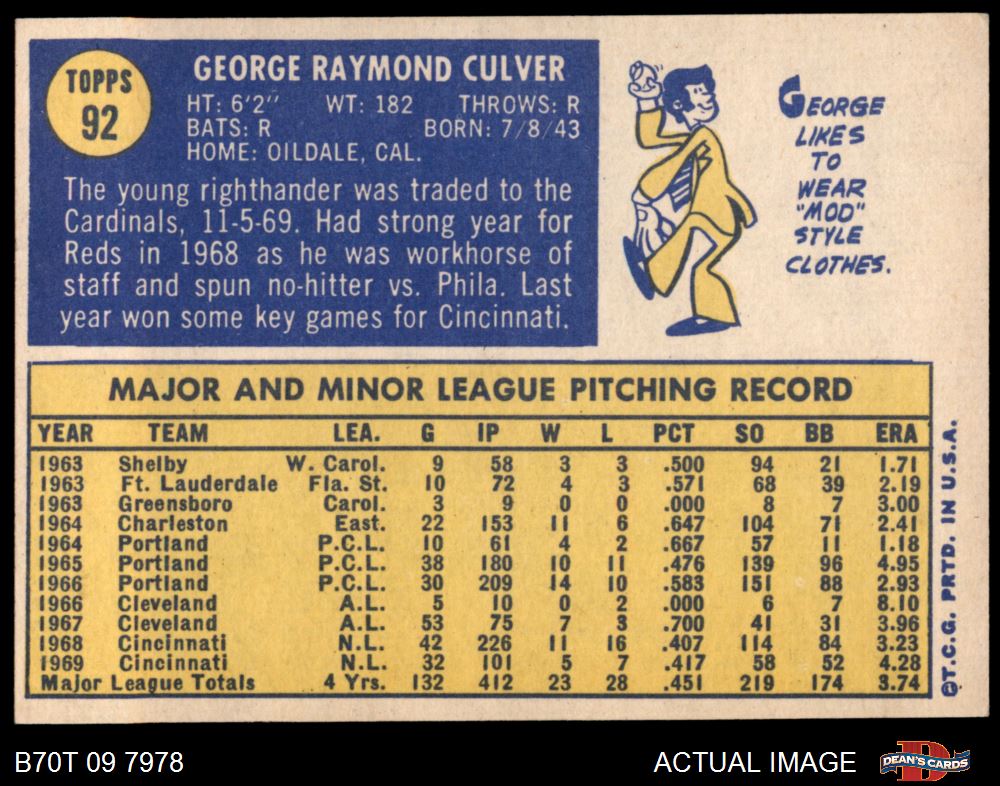 TOPPS
92
GEORGE RAYMOND CULVER
HT: 6'2" WT: 182 THROWS: R
BATS: R BORN: 7/8/43
HOME: OILDALE, CAL.
The young righthander was traded to the
Cardinals, 11-5-69. Had strong year for
Reds in 1968 as he was workhorse of
staff and spun no-hitter vs. Phila. Last
year won some key games for Cincinnati.
GEORGE
LIKES
TO
WEAR
"MOD"
STYLE
CLOTHES.
MAJOR AND MINOR LEAGUE PITCHING RECORD
YEAR TEAM LEA. G IP W L PCT SO BB ERA
1963 Shelby W. Carol. 9 58 3 3 .500 94 21 1.71
1963 Ft. Lauderdale Fla. St. 10 72 4 3 .571 68 39 2.19
1963 Greensboro Carol. 3 9 0 0 .000 8 7 3.00
1964 Charleston East. 22 153 11 6 .647 104 71 2.41
1964 Portland P.C.L. 10 61 4 2 .667 57 11 1.18
1965 Portland P.C.L. 38 180 10 11 .476 139 96 4.95
1966 Portland P.C.L. 30 209 14 10 .583 151 88 2.93
1966 Cleveland A.L. 5 10 0 2 .000 6 7 8.10
1967 Cleveland A.L. 53 75 7 3 .700 41 31 3.96
1968 Cincinnati N.L. 42 226 11 16 .407 114 84 3.23
1969 Cincinnati N.L. 32 101 5 7 .417 58 52 4.28
Major League Totals 4 Yrs. 132 412 23 28 .451 219 174 3.74
©T.C.G. PRTD. IN U.S.A.
B70T 09 7978
ACTUAL IMAGE
DEAN'S CARDS